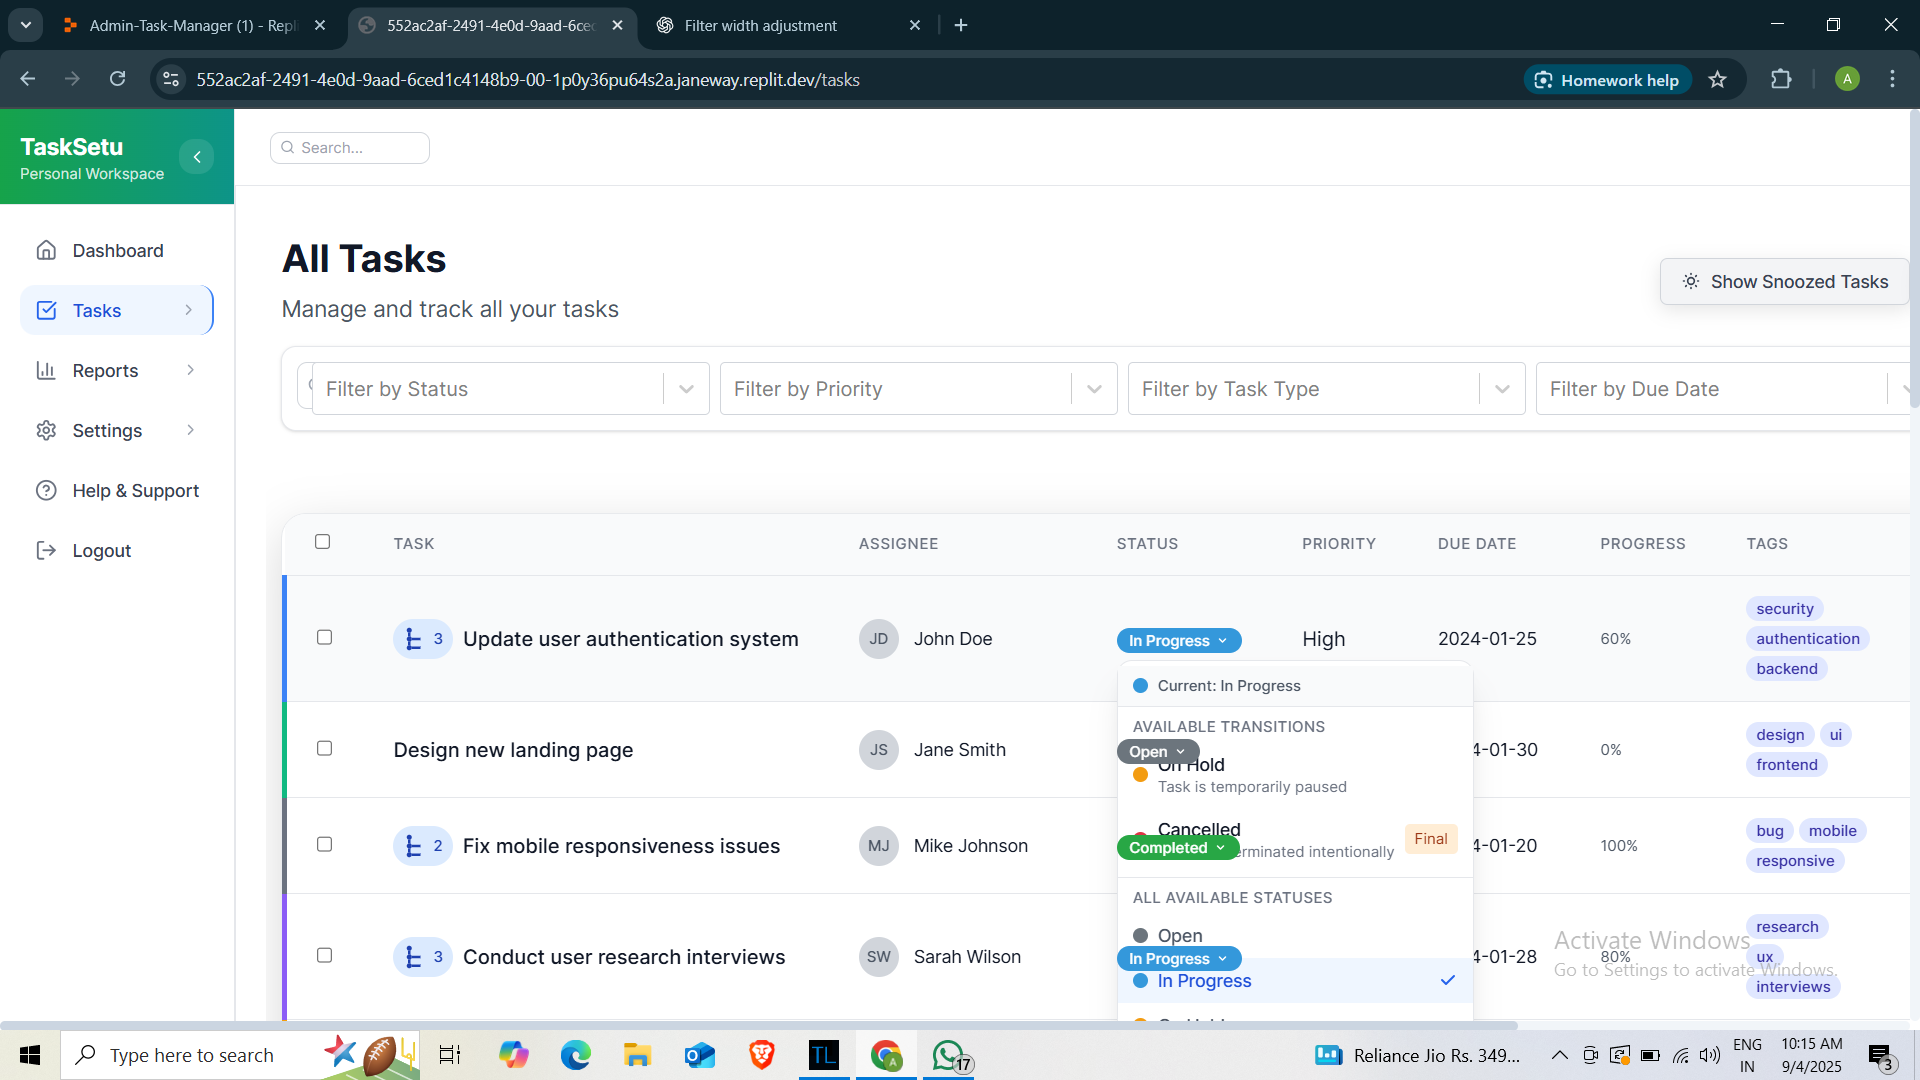 Admin-Task-Manager (1) - Repli
552ac2af-2491-4e0d-9aad-6cec
Filter width adjustment
552ac2af-2491-4e0d-9aad-6ced1c4148b9-00-1p0y36pu64s2a.janeway.replit.dev/tasks
Homework help
A
TaskSetu
Personal Workspace
Search...
Dashboard
Tasks
Reports
Settings
Help & Support
Logout
All Tasks
Manage and track all your tasks
Show Snoozed Tasks
Filter by Status
Filter by Priority
Filter by Task Type
Filter by Due Date
TASK ASSIGNEE STATUS PRIORITY DUE DATE PROGRESS TAGS
3 Update user authentication system JD John Doe In Progress High 2024-01-25 60% security
authentication
backend
Current: In Progress
AVAILABLE TRANSITIONS
Design new landing page JS Jane Smith Open 4-01-30 0% design ui
frontend
On Hold
Task is temporarily paused
Cancelled
Final
Fix mobile responsiveness issues 2 MJ Mike Johnson Completed erminated intentionally 4-01-20 100% bug mobile
responsive
ALL AVAILABLE STATUSES
Open
3 Conduct user research interviews SW Sarah Wilson In Progress 4-01-28 80% research
ux
interviews
In Progress
Activate Windows
Go to Settings to activate Windows.
Type here to search
TL
A
17
Reliance Jio Rs. 349...
ENG
IN
10:15 AM
9/4/2025
3